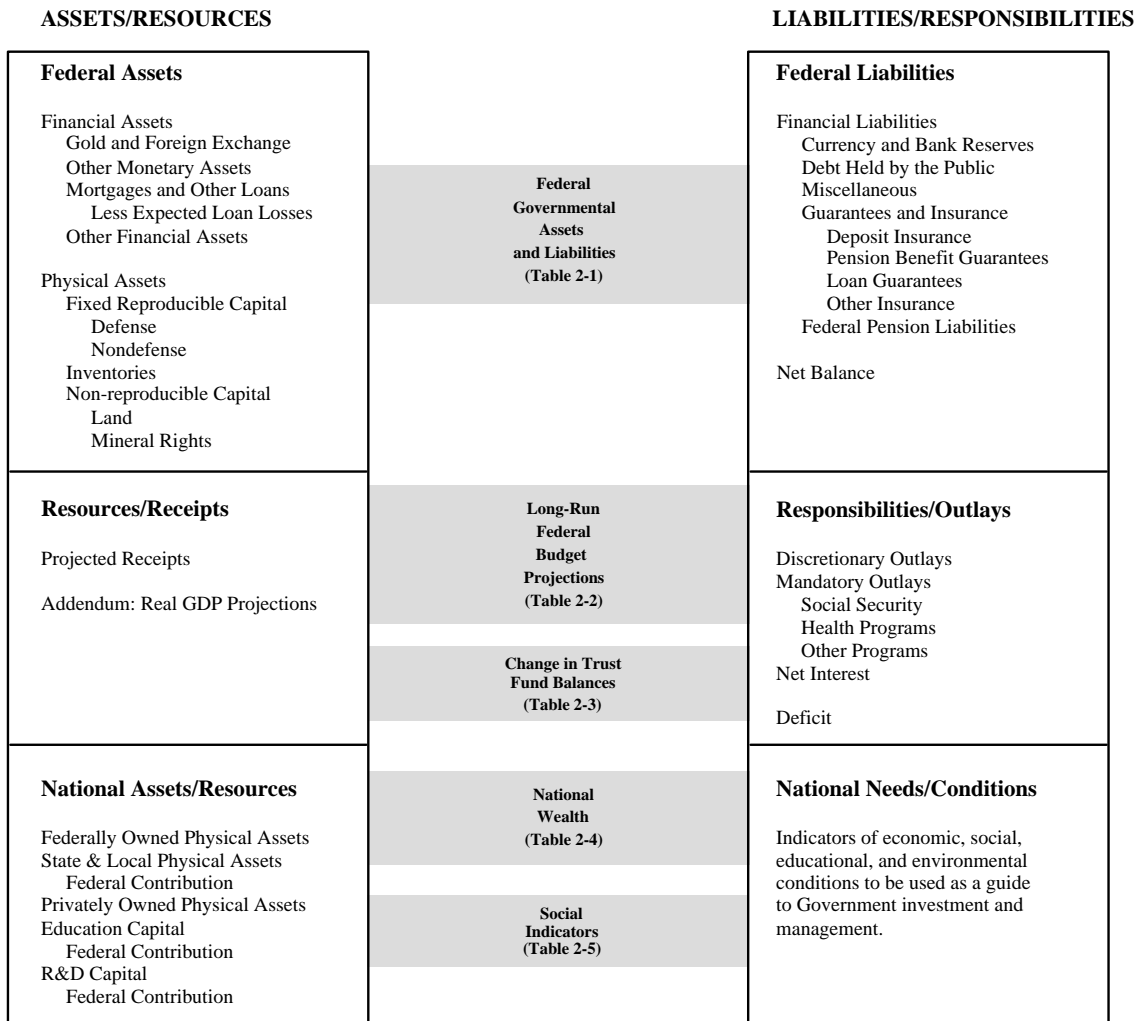 ASSETS/RESOURCES
LIABILITIES/RESPONSIBILITIES
Federal Assets
Financial Assets
Gold and Foreign Exchange
Other Monetary Assets
Mortgages and Other Loans
Less Expected Loan Losses
Other Financial Assets
Physical Assets
Fixed Reproducible Capital
Defense
Nondefense
Inventories
Non-reproducible Capital
Land
Mineral Rights
Federal
Governmental
Assets
and Liabilities
(Table 2-1)
Federal Liabilities
Financial Liabilities
Currency and Bank Reserves
Debt Held by the Public
Miscellaneous
Guarantees and Insurance
Deposit Insurance
Pension Benefit Guarantees
Loan Guarantees
Other Insurance
Federal Pension Liabilities
Net Balance
Resources/Receipts
Projected Receipts
Addendum: Real GDP Projections
Long-Run
Federal
Budget
Projections
(Table 2-2)
Change in Trust
Fund Balances
(Table 2-3)
Responsibilities/Outlays
Discretionary Outlays
Mandatory Outlays
Social Security
Health Programs
Other Programs
Net Interest
Deficit
National Assets/Resources
Federally Owned Physical Assets
State & Local Physical Assets
Federal Contribution
Privately Owned Physical Assets
Education Capital
Federal Contribution
R&D Capital
Federal Contribution
National
Wealth
(Table 2-4)
Social
Indicators
(Table 2-5)
National Needs/Conditions
Indicators of economic, social,
educational, and environmental
conditions to be used as a guide
to Government investment and
management.